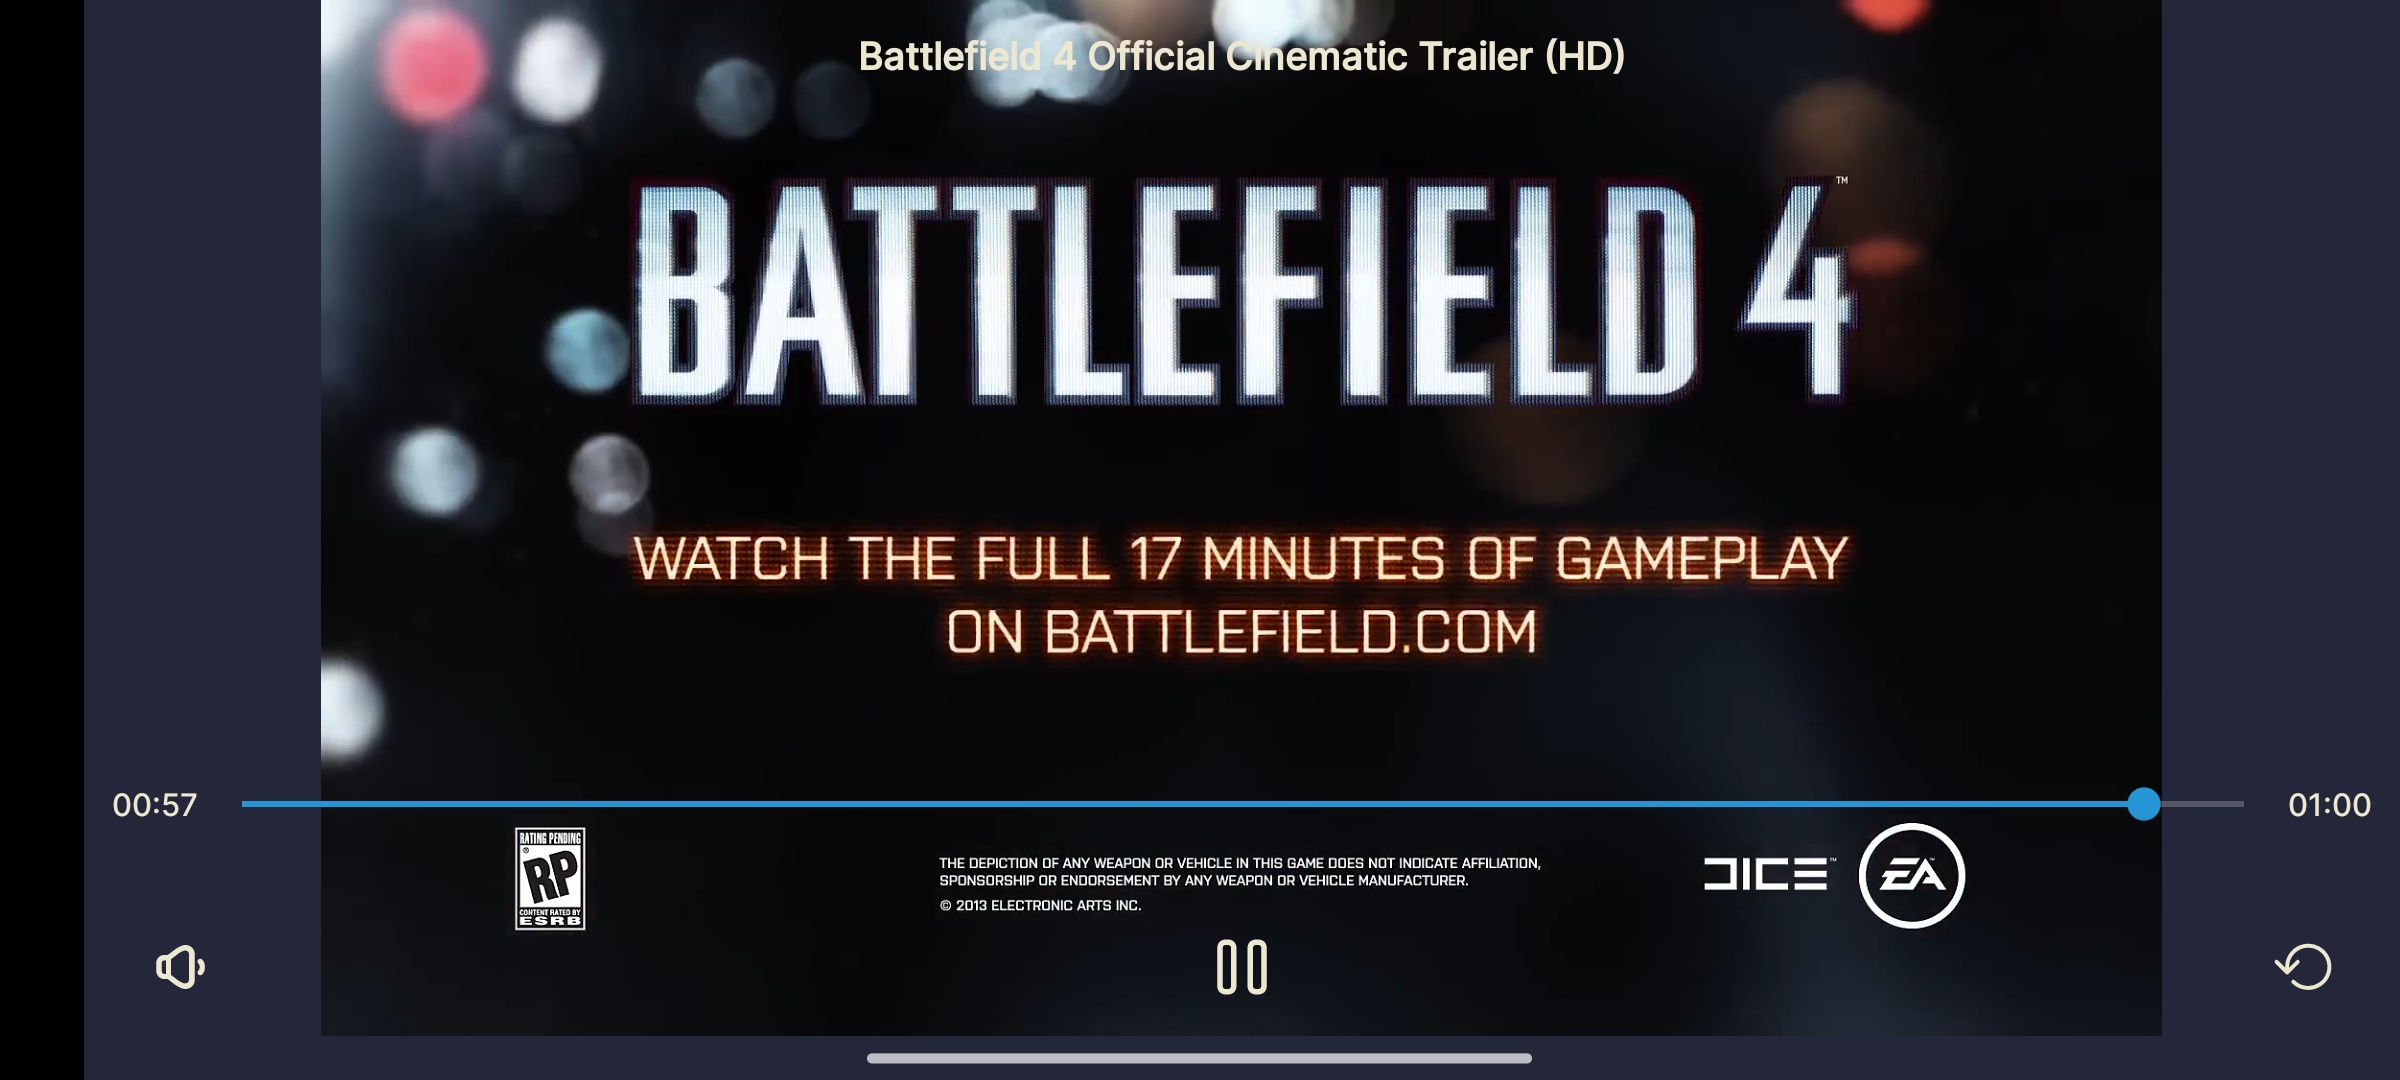 Battlefield 4 Official Cinematic Trailer (HD)
BATTLEFIELD 4™
WATCH THE FULL 17 MINUTES OF GAMEPLAY
ON BATTLEFIELD.COM
00:57
01:00
RATING PENDING
RP
®
CONTENT RATED BY
ESRB
THE DEPICTION OF ANY WEAPON OR VEHICLE IN THIS GAME DOES NOT INDICATE AFFILIATION,
SPONSORSHIP OR ENDORSEMENT BY ANY WEAPON OR VEHICLE MANUFACTURER.
© 2013 ELECTRONIC ARTS INC.
DICE™
EA™